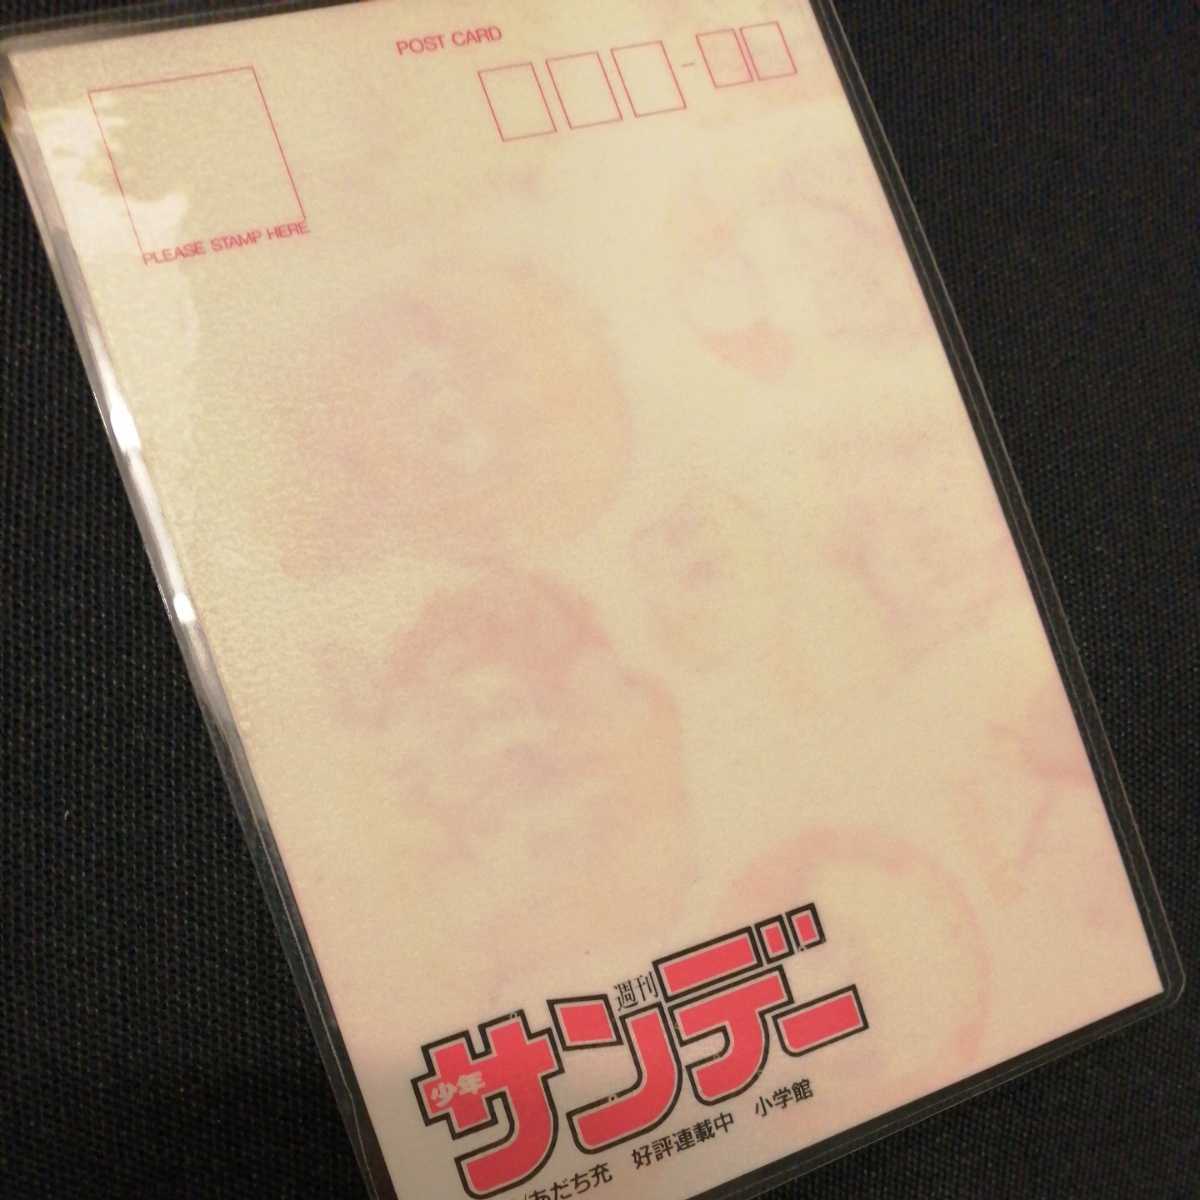 POST CARD
PLEASE STAMP HERE
週刊
少年
サンデー
/あだち充 好評連載中 小学館